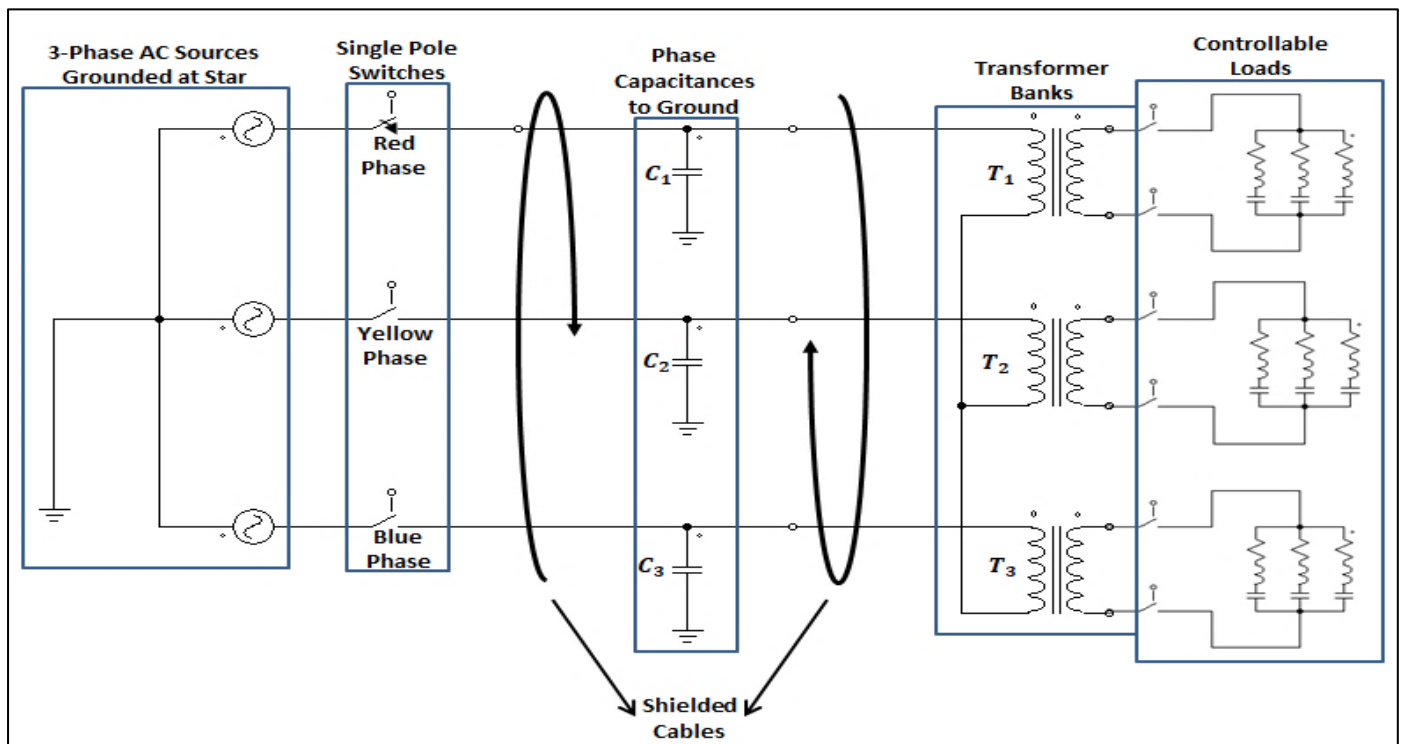 3-Phase AC Sources
Grounded at Star
Single Pole
Switches
Phase
Capacitances
to Ground
Transformer
Banks
Controllable
Loads
Red
Phase
Yellow
Phase
Blue
Phase
C₁
C₂
C₃
T₁
T₂
T₃
Shielded
Cables